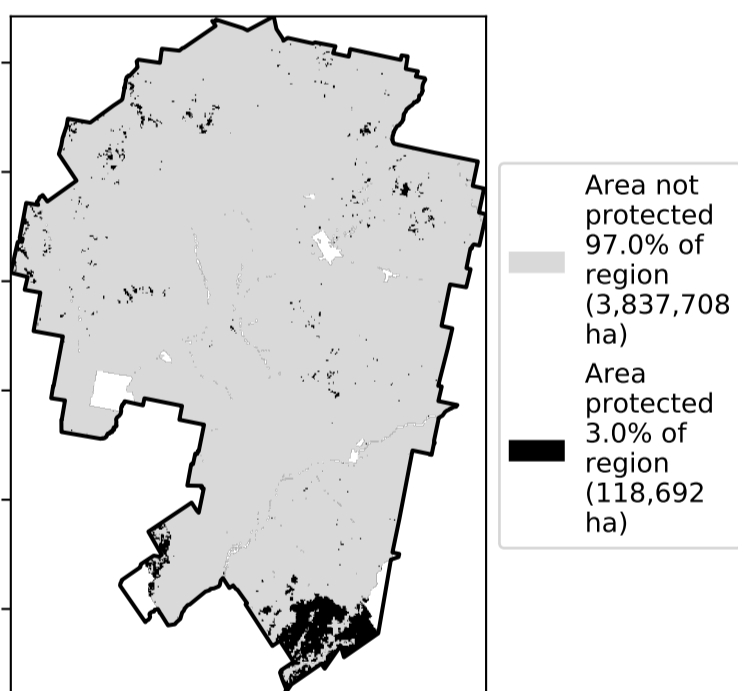 Area not
protected
97.0% of
region
(3,837,708
ha)
Area
protected
3.0% of
region
(118,692
ha)